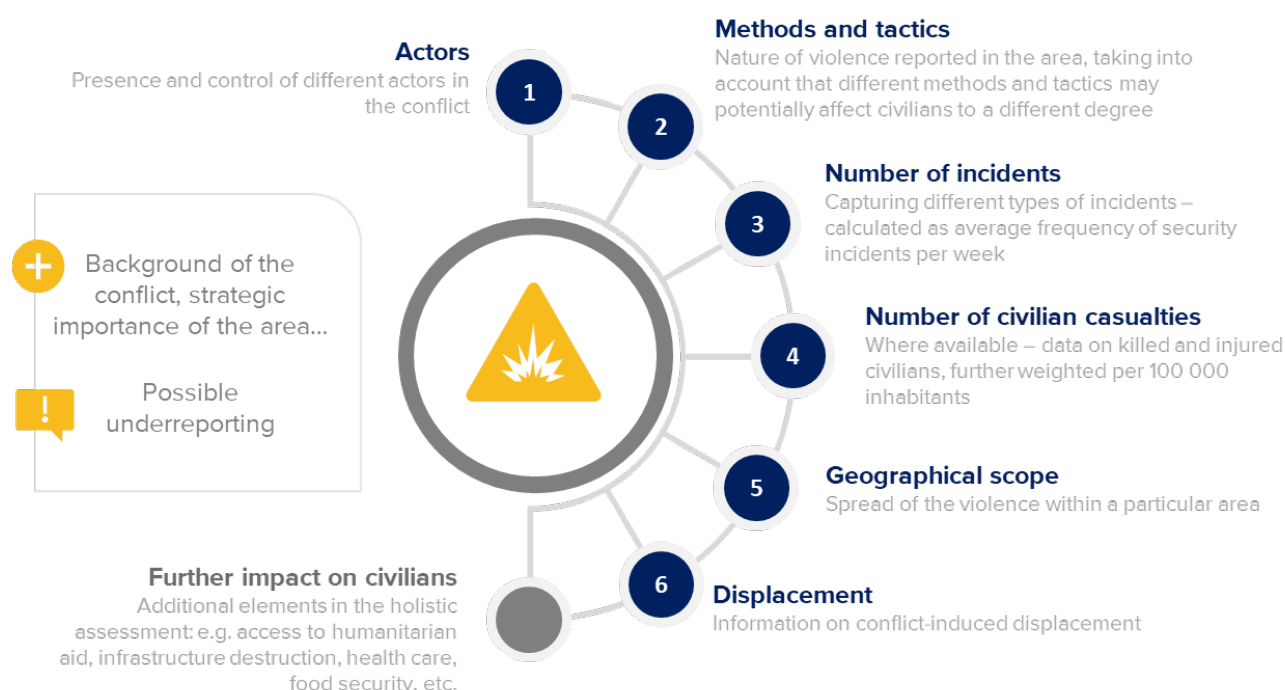 Actors
Presence and control of different actors in
the conflict
1
Methods and tactics
Nature of violence reported in the area, taking into
account that different methods and tactics may
potentially affect civilians to a different degree
2
Number of incidents
Capturing different types of incidents –
calculated as average frequency of security
incidents per week
3
Number of civilian casualties
Where available – data on killed and injured
civilians, further weighted per 100 000
inhabitants
4
Geographical scope
Spread of the violence within a particular area
5
Displacement
Information on conflict-induced displacement
6
Further impact on civilians
Additional elements in the holistic
assessment: e.g. access to humanitarian
aid, infrastructure destruction, health care,
food security, etc.
+
Background of the
conflict, strategic
importance of the area...
!
Possible
underreporting